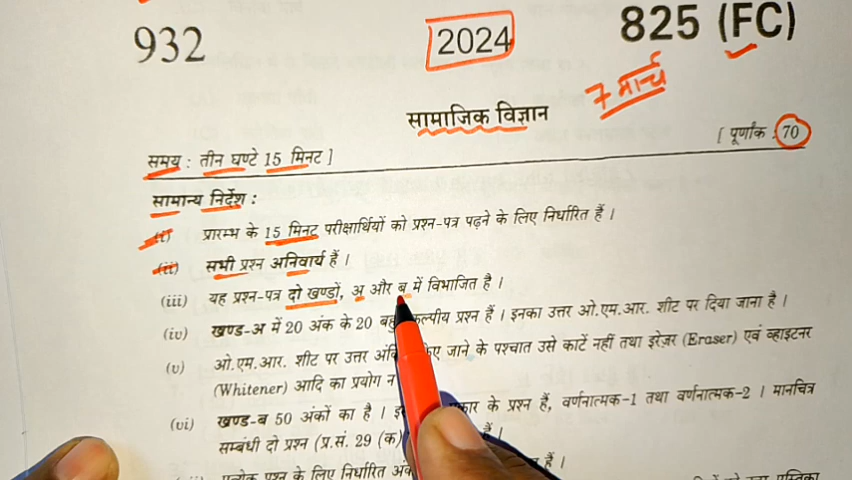 932
2024
825 (FC)
7 मार्च
सामाजिक विज्ञान
समय : तीन घण्टे 15 मिनट ]
[ पूर्णांक : 70
सामान्य निर्देश :
(i) प्रारम्भ के 15 मिनट परीक्षार्थियों को प्रश्न-पत्र पढ़ने के लिए निर्धारित हैं ।
(ii) सभी प्रश्न अनिवार्य हैं ।
(iii) यह प्रश्न-पत्र दो खण्डों, अ और ब में विभाजित है ।
(iv) खण्ड-अ में 20 अंक के 20 प्रश्न हैं । इनका उत्तर ओ.एम.आर. शीट पर दिया जाना है ।
(v) ओ.एम.आर. शीट पर उत्तर जाने के पश्चात उसे काटें नहीं तथा इरेज़र (Eraser) एवं व्हाइटनर
(Whitener) आदि का प्रयोग
(vi) खण्ड-ब 50 अंकों का है । के प्रश्न हैं, वर्णनात्मक-1 तथा वर्णनात्मक-2 । मानचित्र
सम्बंधी दो प्रश्न (प्र.सं. 29 (क) हैं ।
प्रत्येक प्रश्न के लिए निर्धारित हैं ।